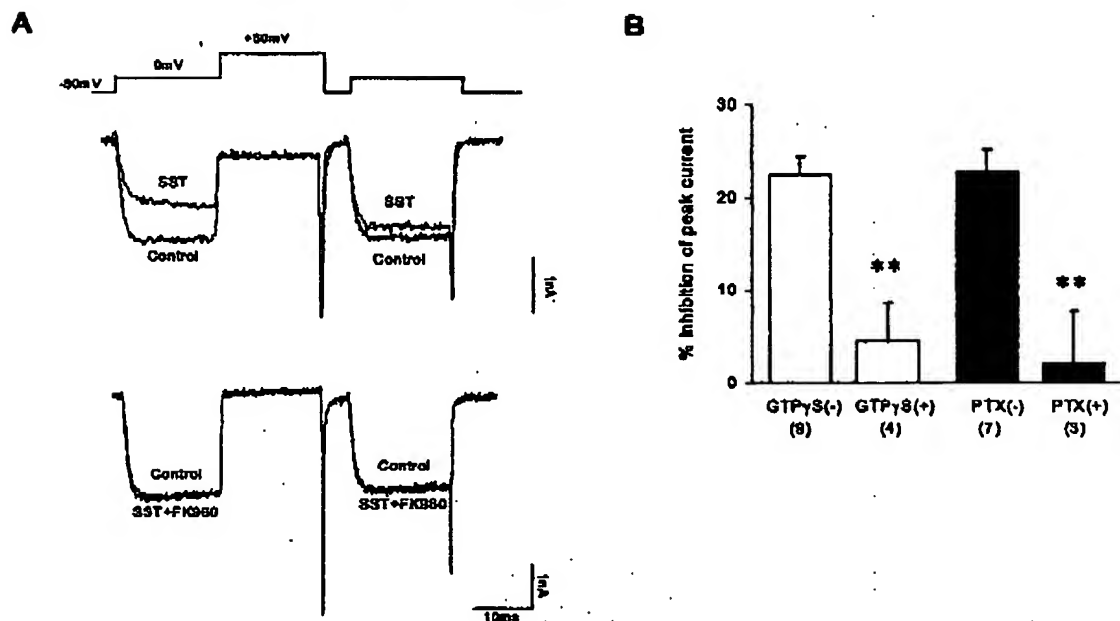 A
+80mV
0mV
-80mV
SST
Control
SST
Control
1nA
Control
SST+FK960
Control
SST+FK960
1nA
10ms
B
% inhibition of peak current
30
20
10
0
**
**
GTPγS(-)
(9)
GTPγS(+)
(4)
PTX(-)
(7)
PTX(+)
(3)